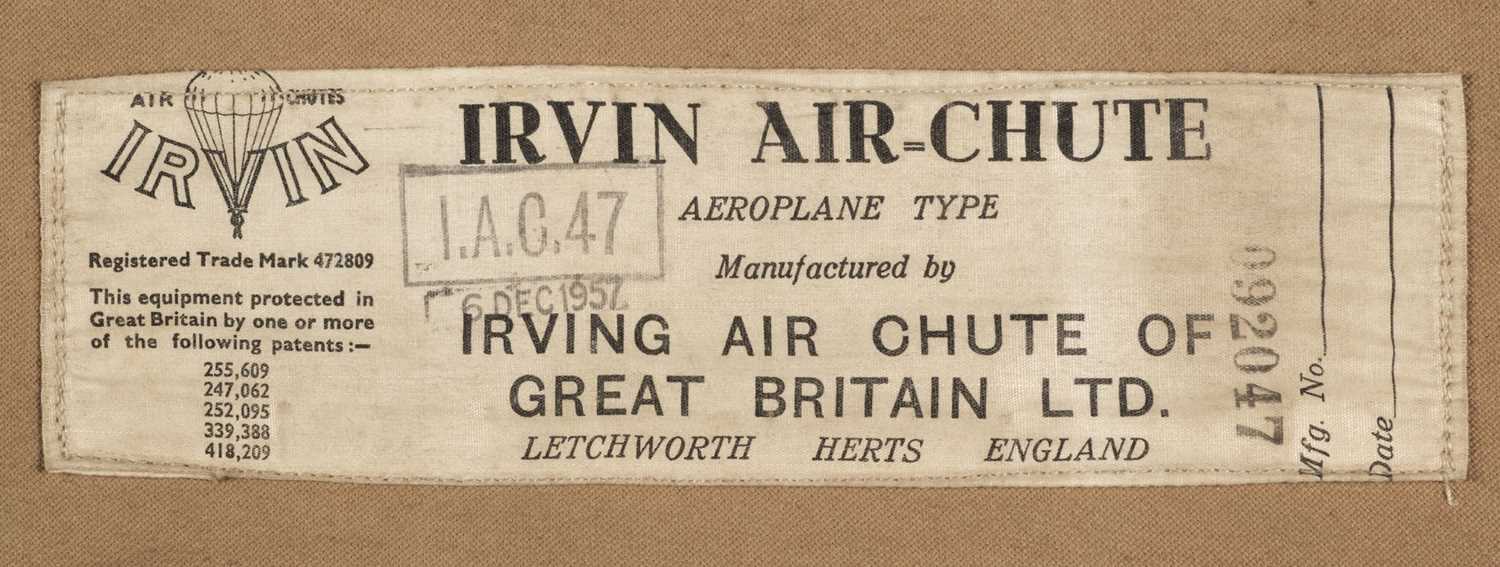 AIR CHUTES
IRVIN
Registered Trade Mark 472809
This equipment protected in
Great Britain by one or more
of the following patents :—
255,609
247,062
252,095
339,388
418,209
I.A.C.47
6 DEC 1957
IRVIN AIR=CHUTE
AEROPLANE TYPE
Manufactured by
IRVING AIR CHUTE OF
GREAT BRITAIN LTD.
LETCHWORTH HERTS ENGLAND
092047
Mfg. No.
Date